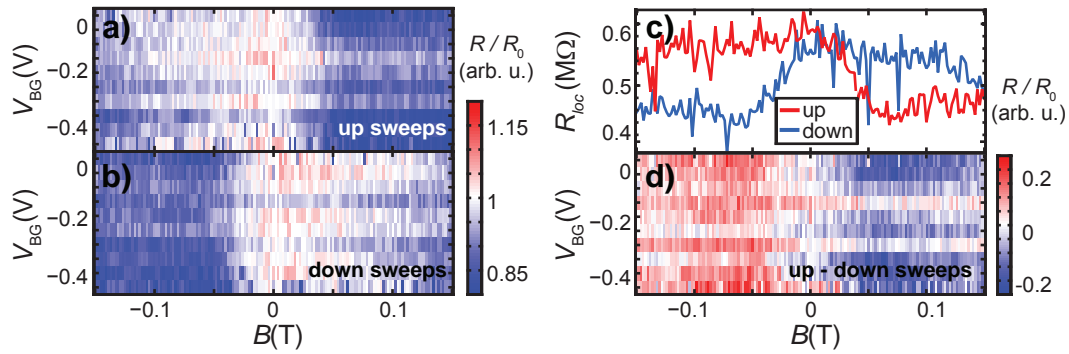 a)
0
−0.2
−0.4
V_BG(V)
up sweeps
R / R_0
(arb. u.)
1.15
1
0.85
b)
0
−0.2
−0.4
V_BG(V)
down sweeps
−0.1
0
0.1
B(T)
c)
0.6
0.5
0.4
R_loc(MΩ)
up
down
R / R_0
(arb. u.)
0.2
0
-0.2
d)
0
−0.2
−0.4
V_BG(V)
up - down sweeps
−0.1
0
0.1
B(T)